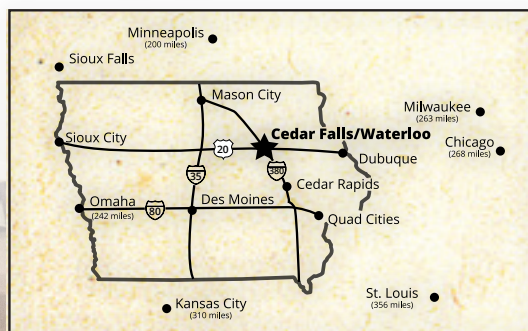 Minneapolis
(200 miles)
Sioux Falls
Mason City
Milwaukee
(263 miles)
Cedar Falls/Waterloo
Sioux City
20
Chicago
(268 miles)
Dubuque
35
380
Cedar Rapids
Omaha
(242 miles)
80
Des Moines
Quad Cities
Kansas City
(310 miles)
St. Louis
(356 miles)